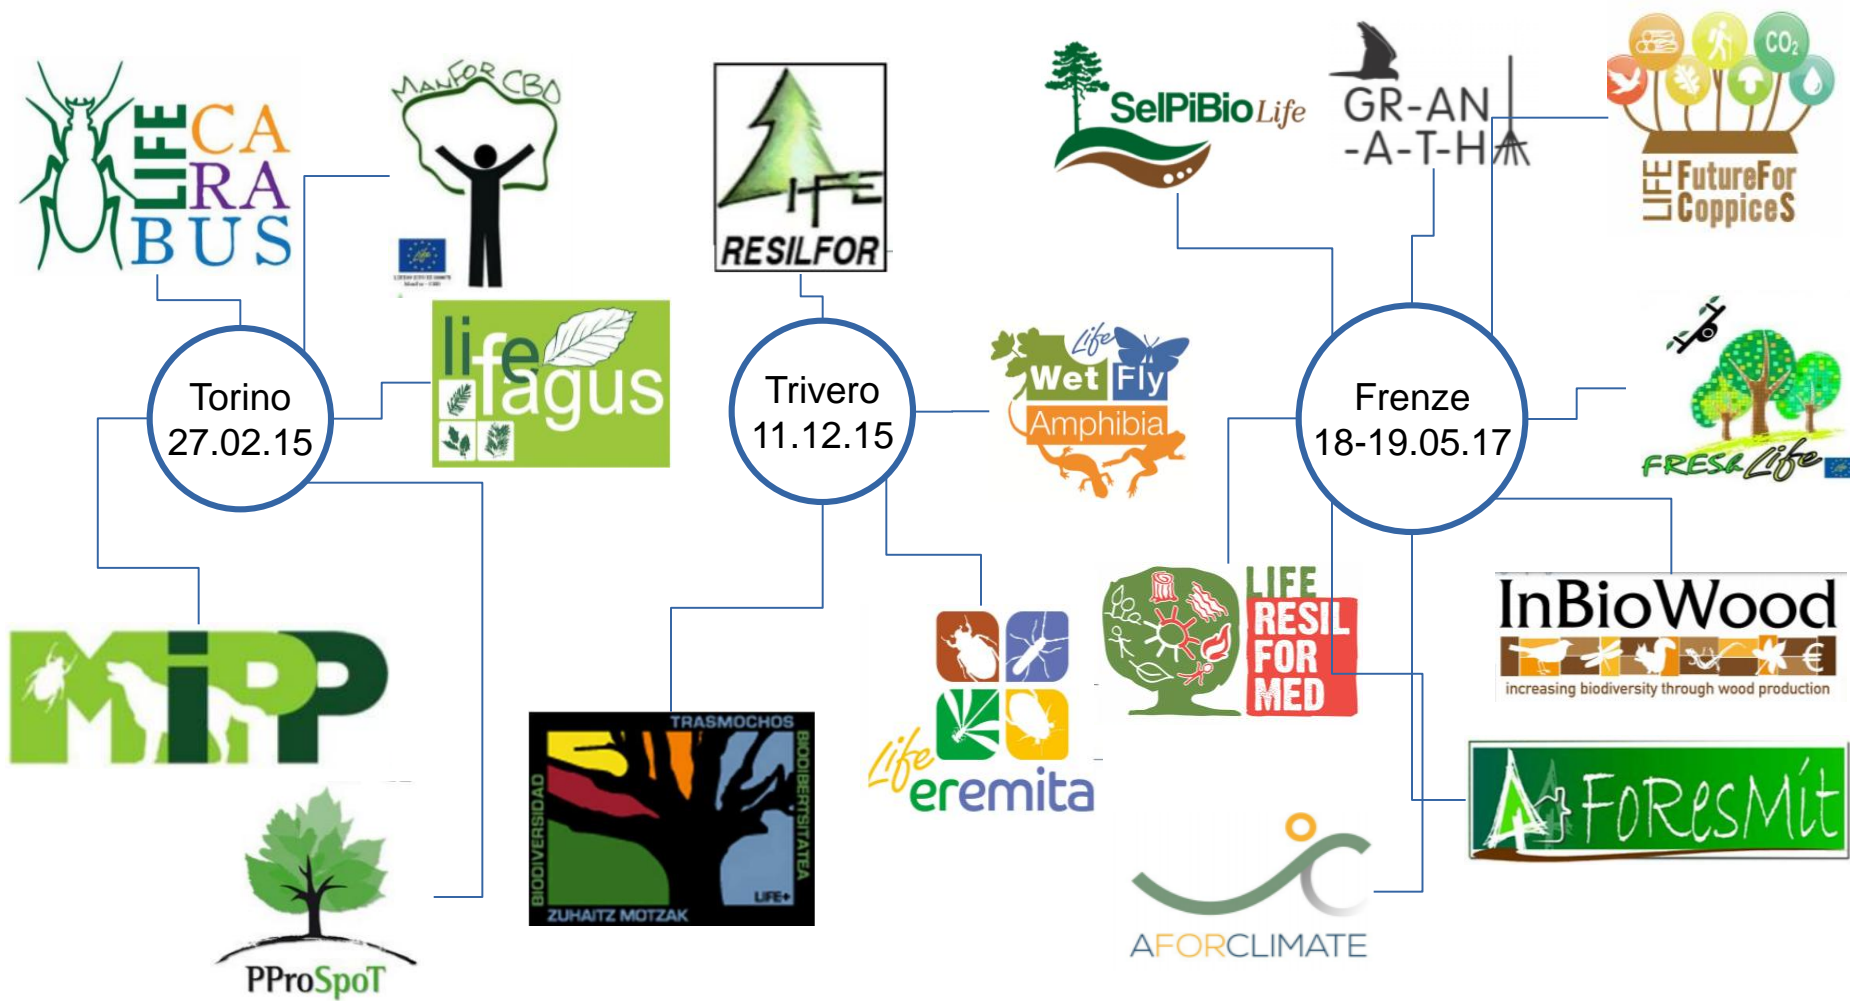 LIFE
CA
RA
BUS
MANFOR CBD
LIFE
RESILFOR
SelPiBio Life
GR-AN
-A-T-H
CO₂
LIFE
FutureFor
CoppiceS
life
fagus
Torino
27.02.15
Trivero
11.12.15
Life
Wet Fly
Amphibia
Frenze
18-19.05.17
FRESh Life
MiPP
PProSpoT
TRASMOCHOS
BIODIVERSIDAD
BIODIBERTSITATEA
LIFE+
ZUHAITZ MOTZAK
Life
eremita
LIFE
RESIL
FOR
MED
InBioWood
€
increasing biodiversity through wood production
FoResMit
AFORCLIMATE